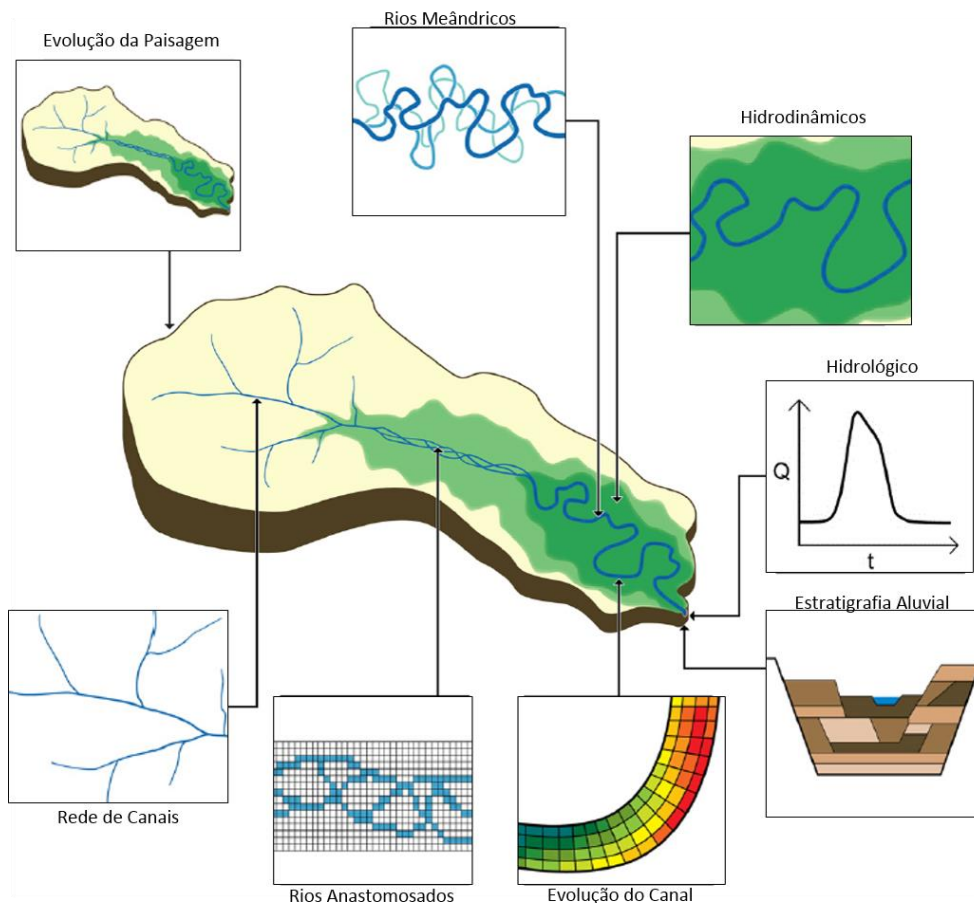 Rios Meândricos
Evolução da Paisagem
Hidrodinâmicos
Hidrológico
Q
t
Estratigrafia Aluvial
Rede de Canais
Rios Anastomosados
Evolução do Canal